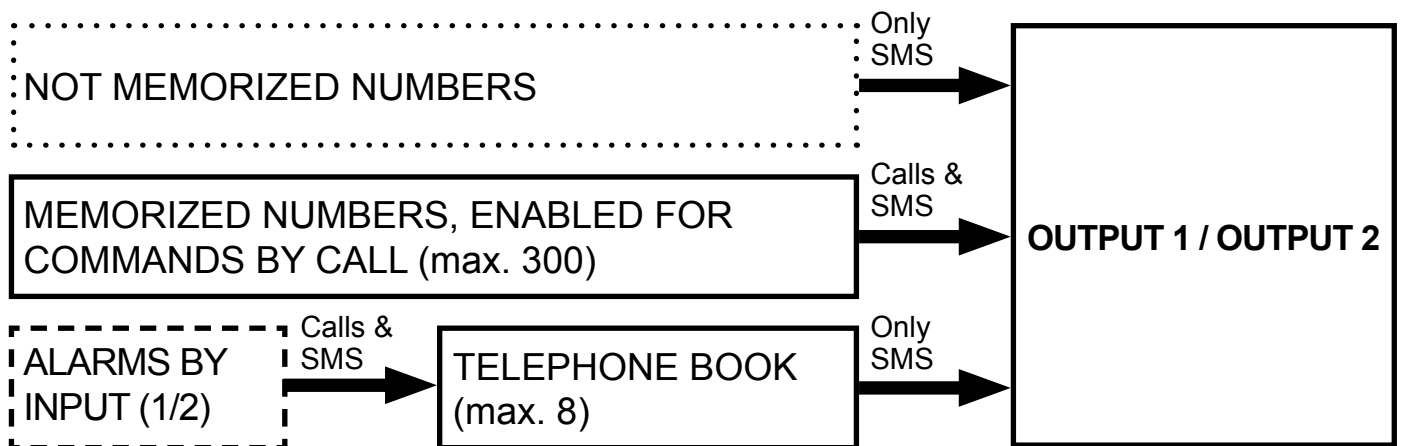 Only
SMS
NOT MEMORIZED NUMBERS
Calls &
SMS
MEMORIZED NUMBERS, ENABLED FOR
COMMANDS BY CALL (max. 300)
OUTPUT 1 / OUTPUT 2
ALARMS BY
INPUT (1/2)
Calls &
SMS
TELEPHONE BOOK
(max. 8)
Only
SMS